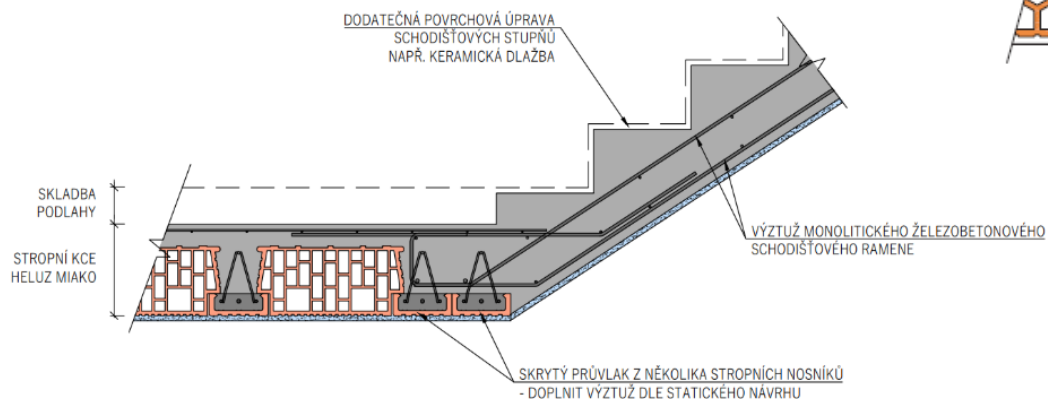 DODATEČNÁ POVRCHOVÁ ÚPRAVA
SCHODIŠŤOVÝCH STUPŇŮ
NAPŘ. KERAMICKÁ DLAŽBA
SKLADBA
PODLAHY
STROPNÍ KCE
HELUZ MIAKO
VÝZTUŽ MONOLITICKÉHO ŽELEZOBETONOVÉHO
SCHODIŠŤOVÉHO RAMENE
SKRYTÝ PRŮVLAK Z NĚKOLIKA STROPNÍCH NOSNÍKŮ
- DOPLNIT VÝZTUŽ DLE STATICKÉHO NÁVRHU